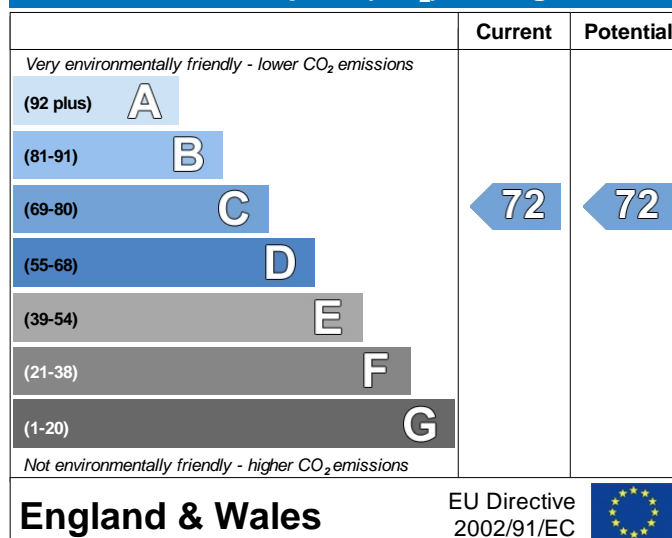 Current Potential
Very environmentally friendly - lower CO₂ emissions
(92 plus) A
(81-91) B
(69-80) C 72 72
(55-68) D
(39-54) E
(21-38) F
(1-20) G
Not environmentally friendly - higher CO₂ emissions
England & Wales
EU Directive
2002/91/EC